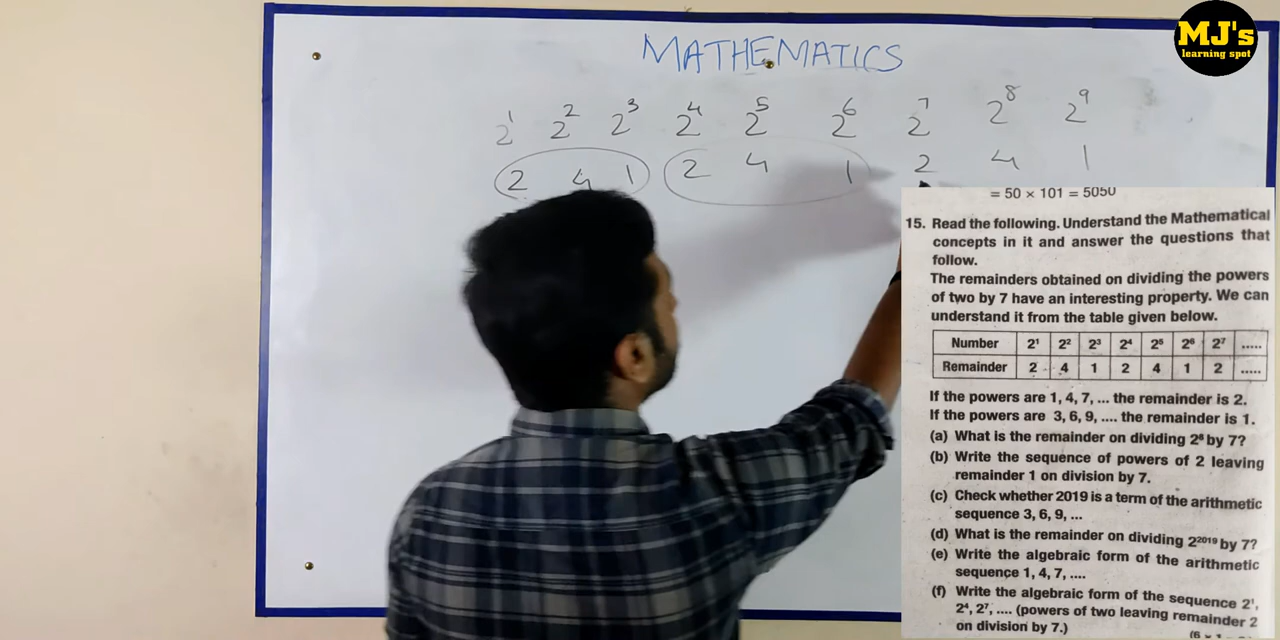 MJ's
learning spot
MATHEMATICS
2¹ 2² 2³ 2⁴ 2⁵ 2⁶ 2⁷ 2⁸ 2⁹
2 4 1 2 4 1 2 4 1
= 50 × 101 = 5050
15. Read the following. Understand the Mathematical
concepts in it and answer the questions that
follow.
The remainders obtained on dividing the powers
of two by 7 have an interesting property. We can
understand it from the table given below.
Number 2¹ 2² 2³ 2⁴ 2⁵ 2⁶ 2⁷ .....
Remainder 2 4 1 2 4 1 2 .....
If the powers are 1, 4, 7, ... the remainder is 2.
If the powers are 3, 6, 9, .... the remainder is 1.
(a) What is the remainder on dividing 2⁸ by 7?
(b) Write the sequence of powers of 2 leaving
remainder 1 on division by 7.
(c) Check whether 2019 is a term of the arithmetic
sequence 3, 6, 9, ...
(d) What is the remainder on dividing 2²⁰¹⁹ by 7?
(e) Write the algebraic form of the arithmetic
sequence 1, 4, 7, ....
(f) Write the algebraic form of the sequence 2¹,
2⁴, 2⁷, .... (powers of two leaving remainder 2
on division by 7.)